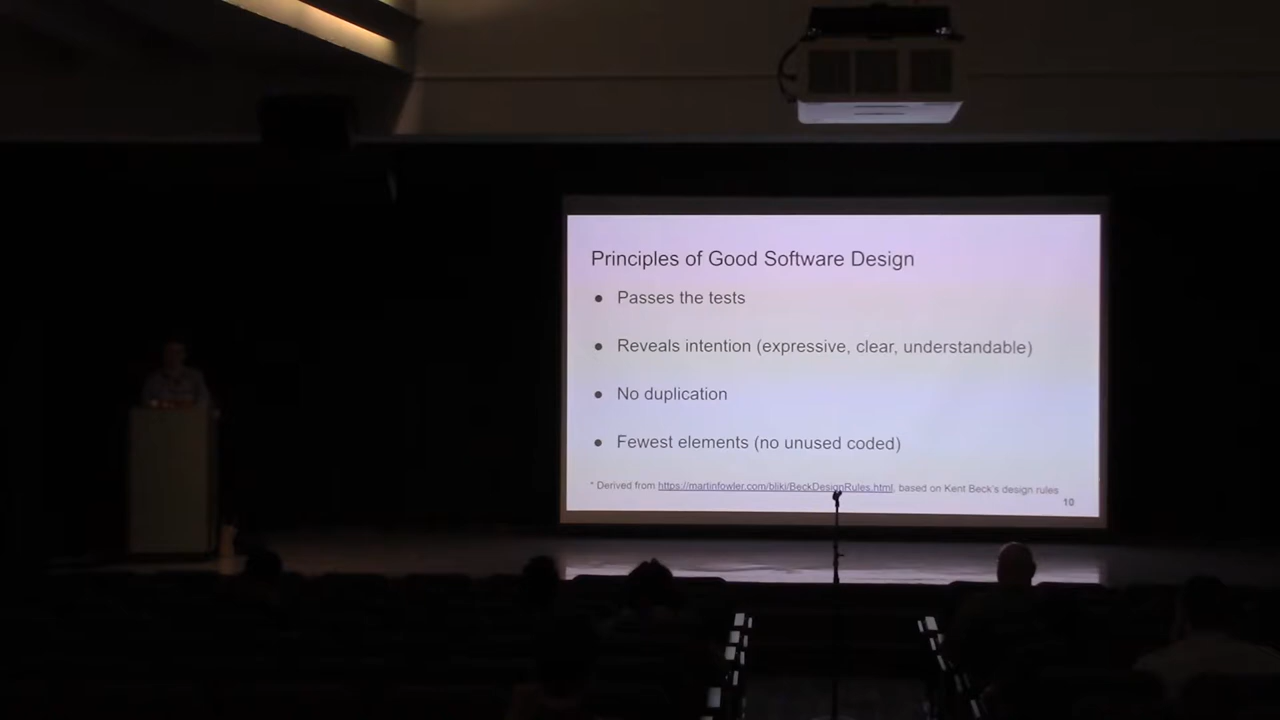 Principles of Good Software Design
● Passes the tests
● Reveals intention (expressive, clear, understandable)
● No duplication
● Fewest elements (no unused coded)
* Derived from https://martinfowler.com/bliki/BeckDesignRules.html, based on Kent Beck's design rules
10